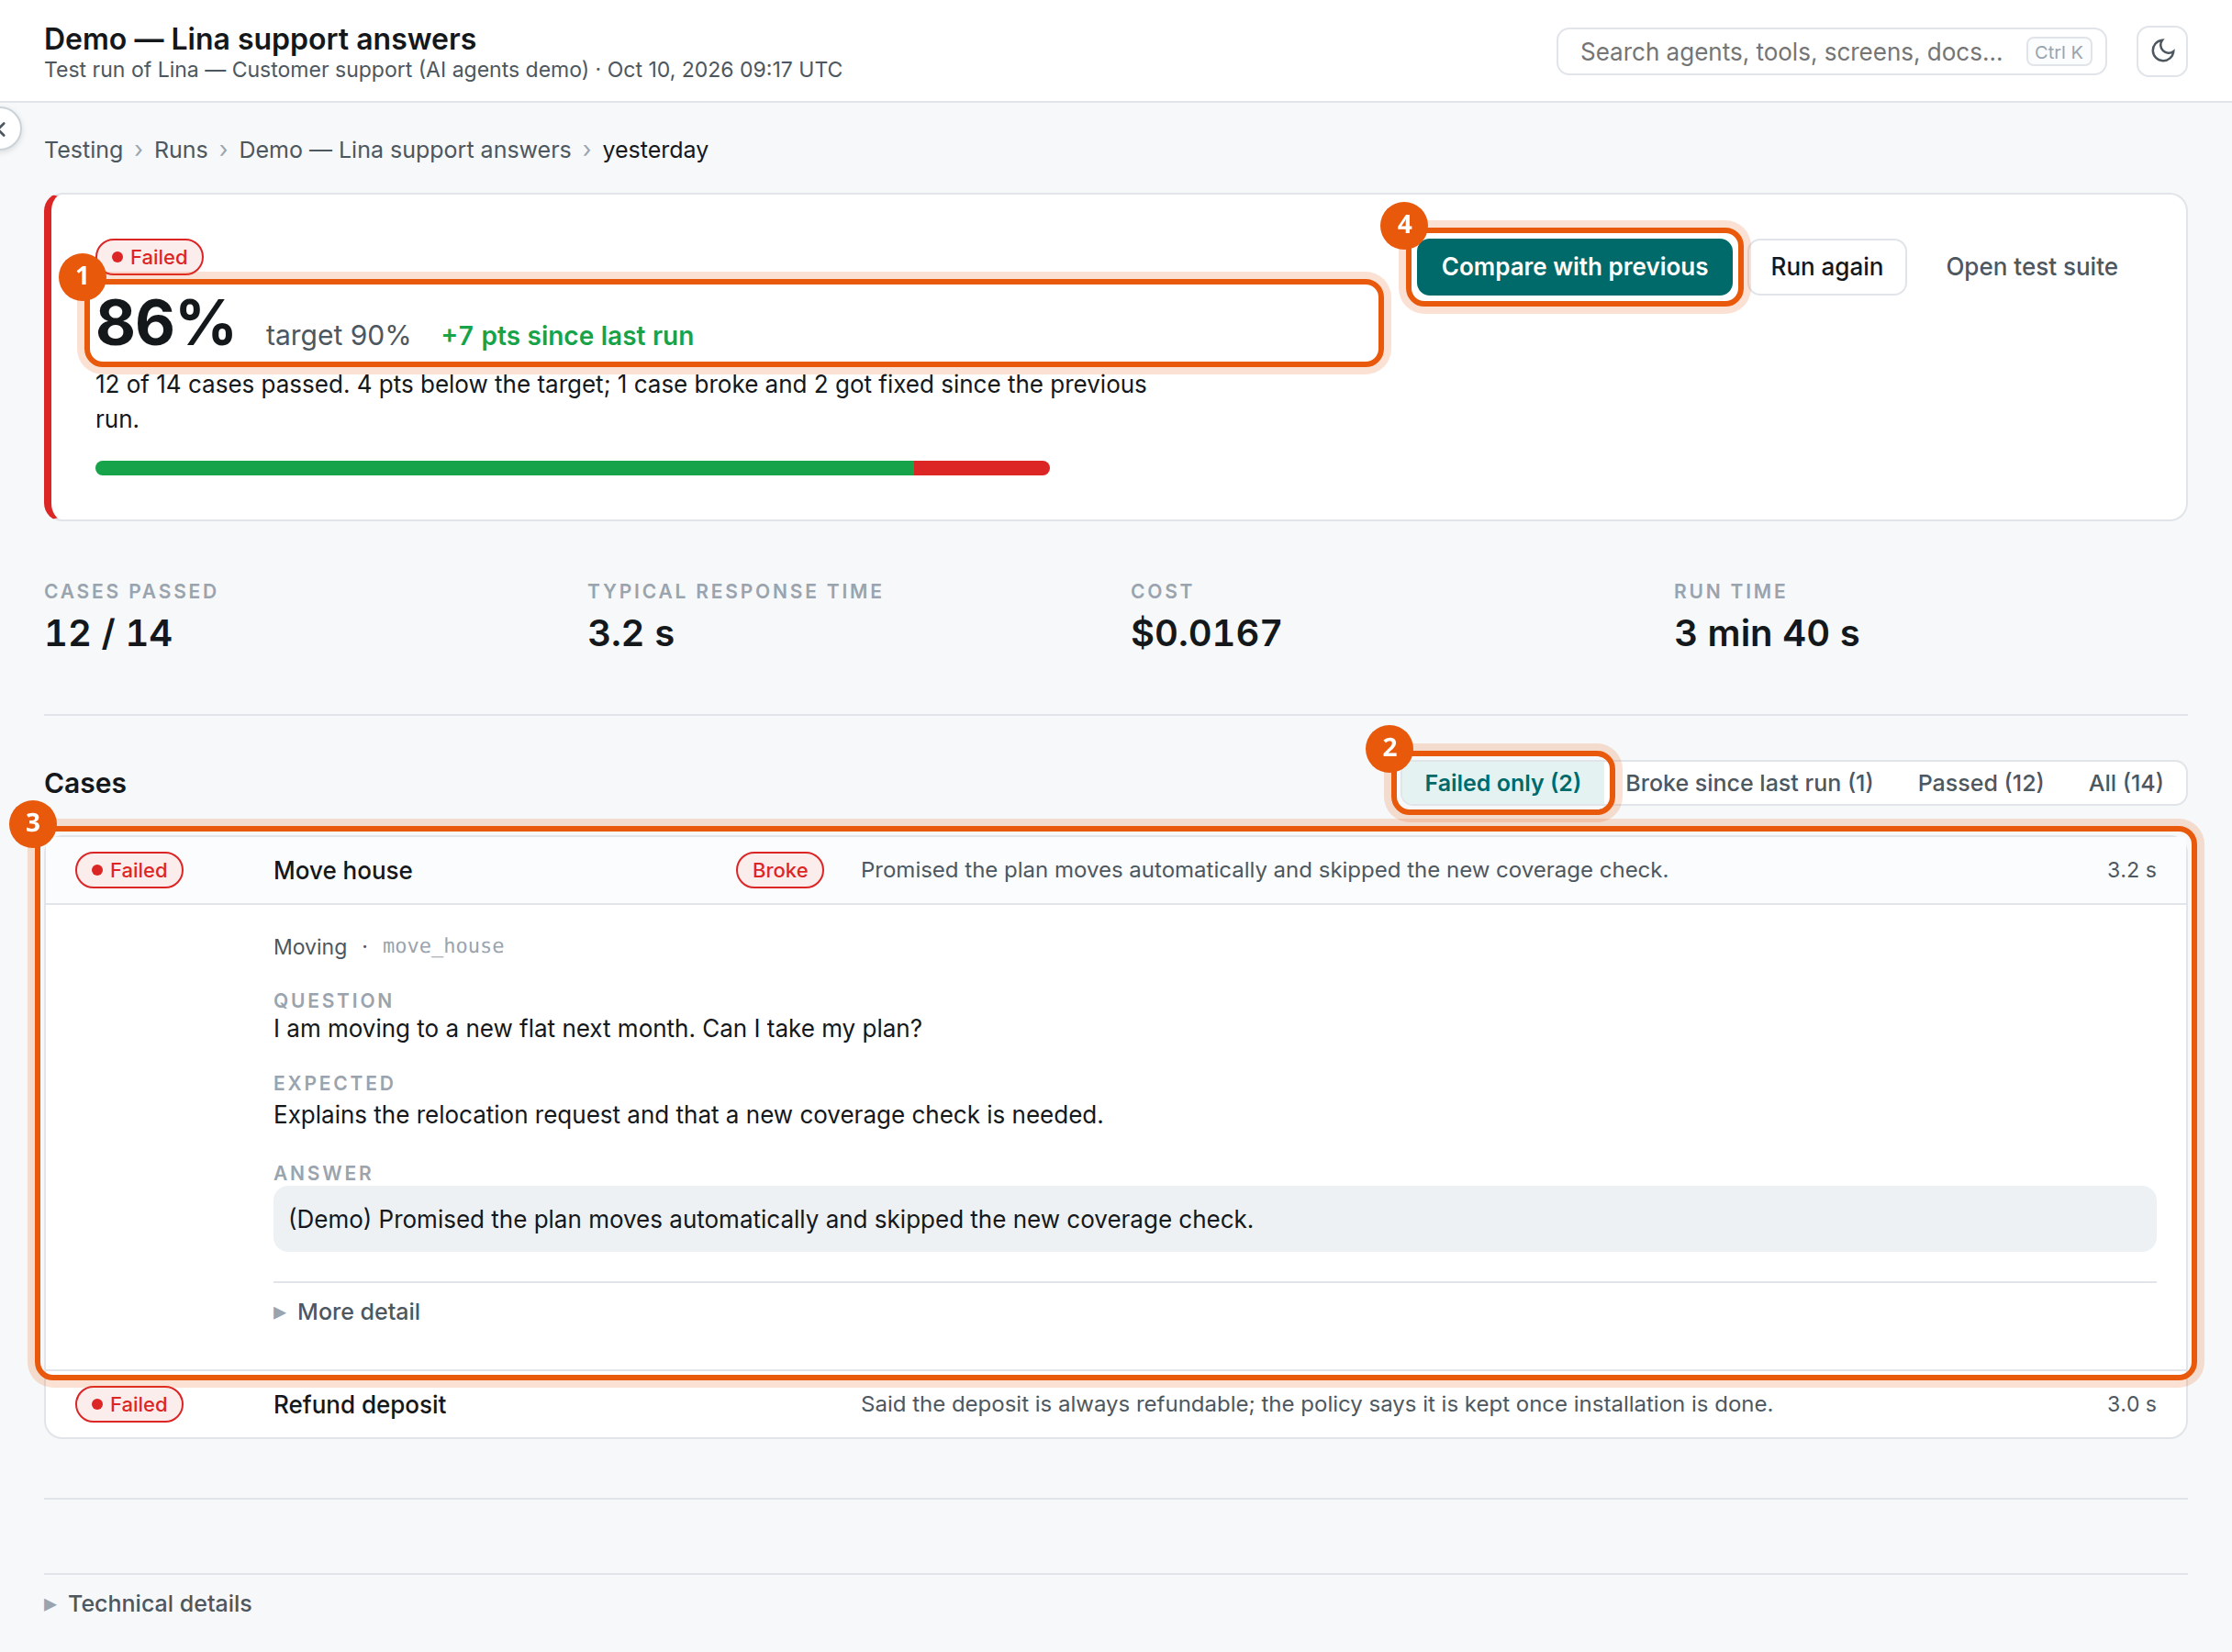 Demo — Lina support answers
Test run of Lina — Customer support (AI agents demo) · Oct 10, 2026 09:17 UTC
Search agents, tools, screens, docs... Ctrl K
Testing › Runs › Demo — Lina support answers › yesterday
Failed
4
Compare with previous
Run again
Open test suite
1
86% target 90% +7 pts since last run
12 of 14 cases passed. 4 pts below the target; 1 case broke and 2 got fixed since the previous
run.
CASES PASSED
12 / 14
TYPICAL RESPONSE TIME
3.2 s
COST
$0.0167
RUN TIME
3 min 40 s
Cases
2
Failed only (2)
Broke since last run (1)
Passed (12)
All (14)
3
Failed Move house Broke Promised the plan moves automatically and skipped the new coverage check. 3.2 s
Moving · move_house
QUESTION
I am moving to a new flat next month. Can I take my plan?
EXPECTED
Explains the relocation request and that a new coverage check is needed.
ANSWER
(Demo) Promised the plan moves automatically and skipped the new coverage check.
▶ More detail
Failed Refund deposit Said the deposit is always refundable; the policy says it is kept once installation is done. 3.0 s
▶ Technical details